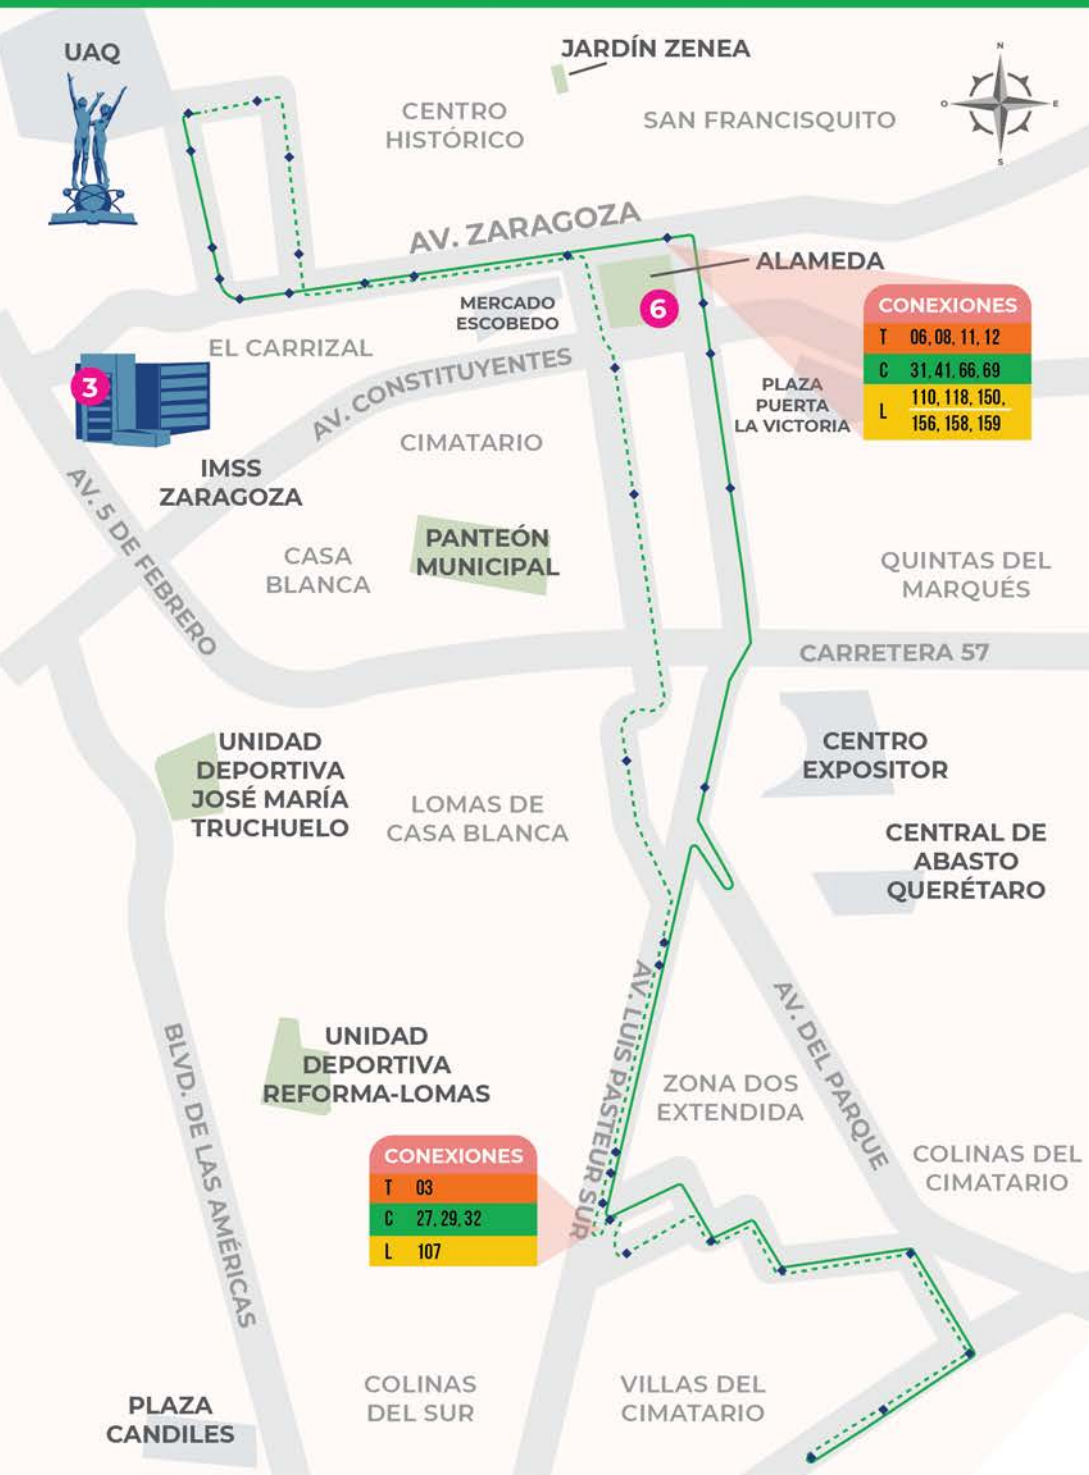 UAQ
JARDÍN ZENEA
N
O
E
S
CENTRO
HISTÓRICO
SAN FRANCISQUITO
AV. ZARAGOZA
ALAMEDA
MERCADO
ESCOBEDO
6
CONEXIONES
T 06, 08, 11, 12
C 31, 41, 66, 69
L 110, 118, 150,
156, 158, 159
EL CARRIZAL
3
AV. CONSTITUYENTES
PLAZA
PUERTA
LA VICTORIA
CIMATARIO
IMSS
ZARAGOZA
AV. 5 DE FEBRERO
CASA
BLANCA
PANTEÓN
MUNICIPAL
QUINTAS DEL
MARQUÉS
CARRETERA 57
UNIDAD
DEPORTIVA
JOSÉ MARÍA
TRUCHUELO
LOMAS DE
CASA BLANCA
CENTRO
EXPOSITOR
CENTRAL DE
ABASTO
QUERÉTARO
AV. LUIS PASTEUR SUR
AV. DEL PARQUE
BLVD. DE LAS AMÉRICAS
UNIDAD
DEPORTIVA
REFORMA-LOMAS
ZONA DOS
EXTENDIDA
CONEXIONES
T 03
C 27, 29, 32
L 107
COLINAS DEL
CIMATARIO
COLINAS
DEL SUR
VILLAS DEL
CIMATARIO
PLAZA
CANDILES